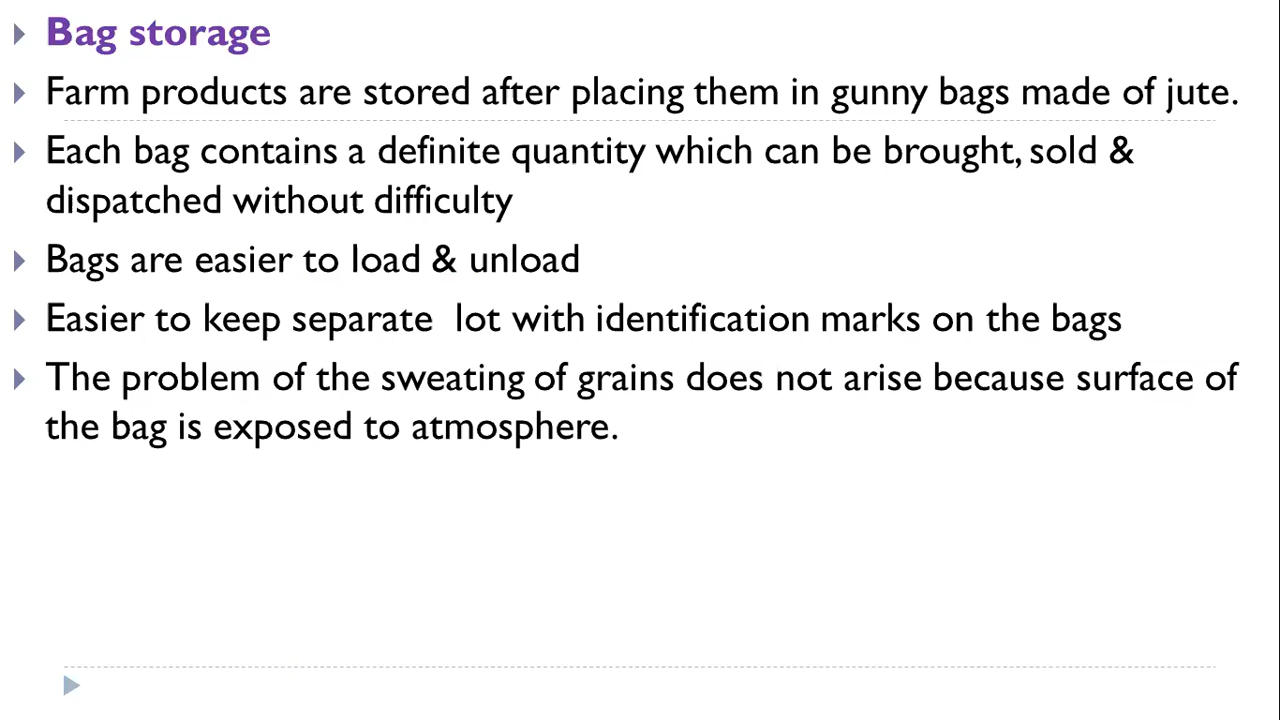 Bag storage
Farm products are stored after placing them in gunny bags made of jute.
Each bag contains a definite quantity which can be brought, sold &
dispatched without difficulty
Bags are easier to load & unload
Easier to keep separate  lot with identification marks on the bags
The problem of the sweating of grains does not arise because surface of
the bag is exposed to atmosphere.